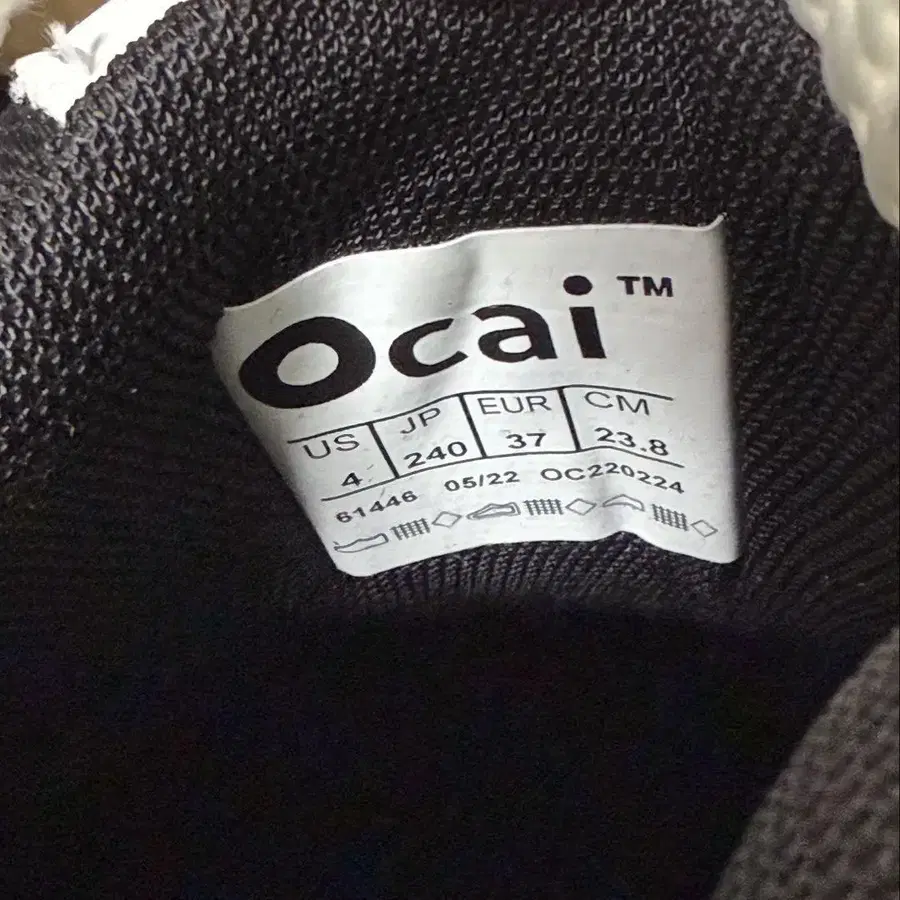 Ocai™
US JP EUR CM
4 240 37 23.8
61446 05/22 OC220224